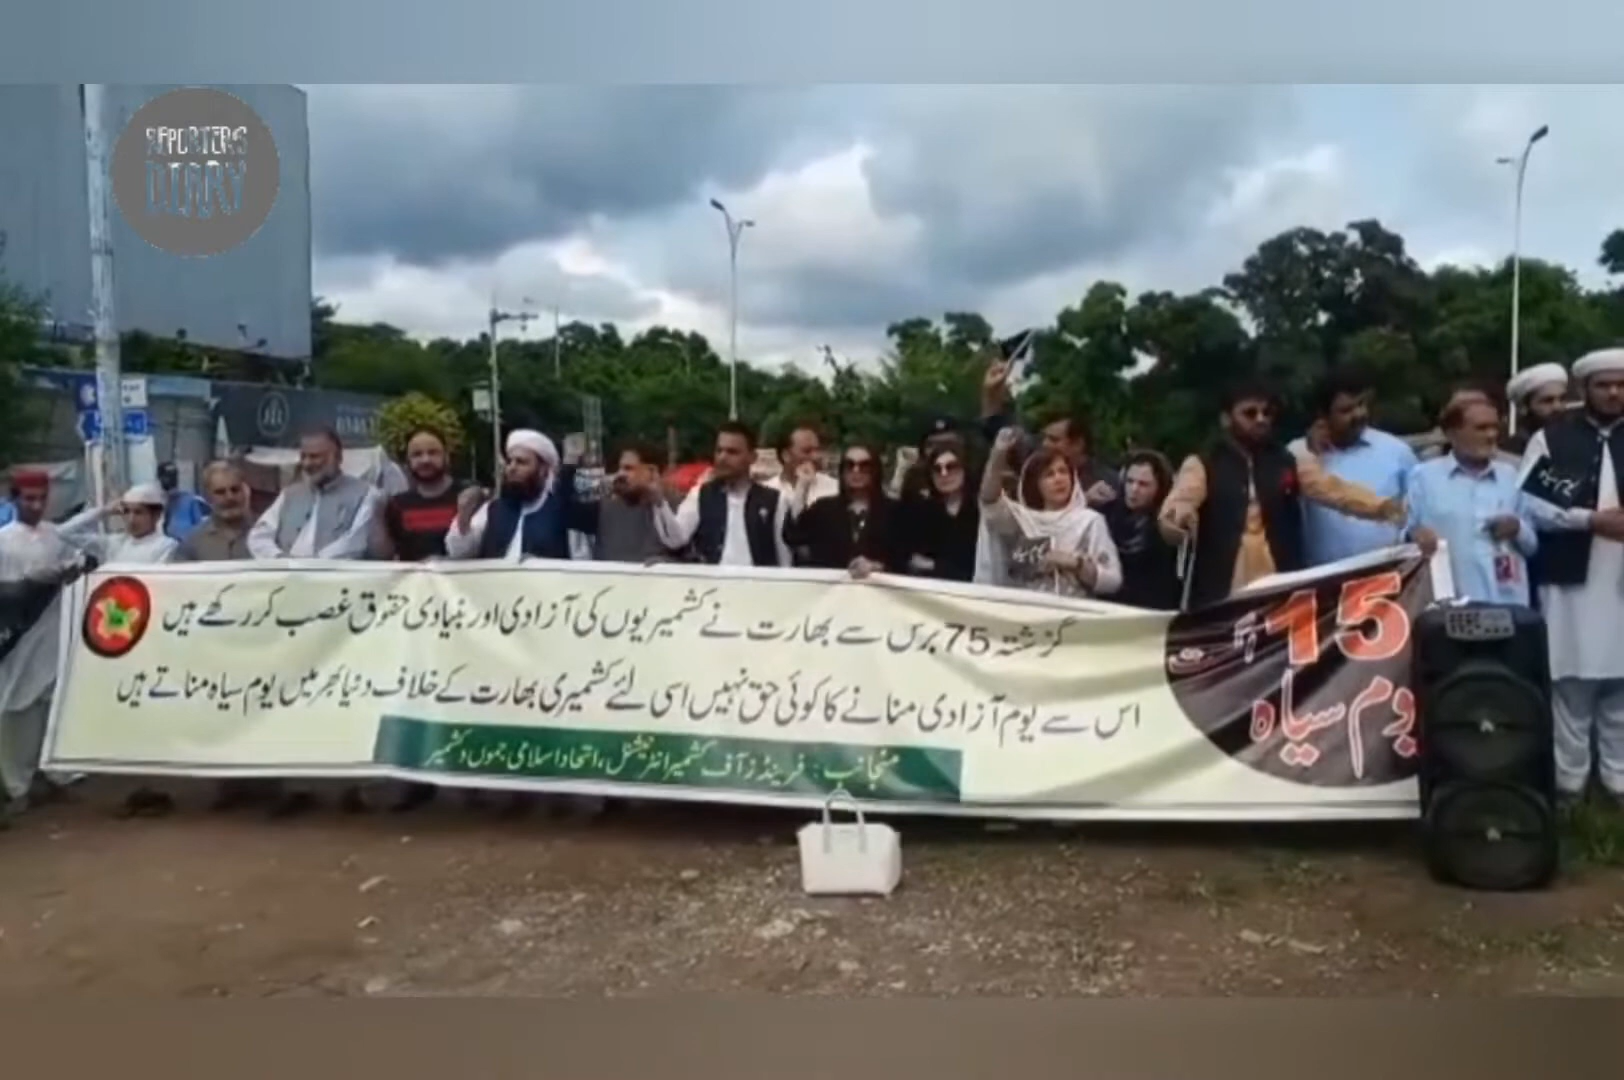 REPORTERS
DIARY
گزشتہ 75 برس سے بھارت نے کشمیریوں کی آزادی اور بنیادی حقوق غصب کر رکھے ہیں
اس سے یوم آزادی منانے کا کوئی حق نہیں اسی لئے کشمیری بھارت کے خلاف دنیا بھر میں یوم سیاہ مناتے ہیں
منجانب: فرینڈز آف کشمیر انٹرنیشنل، اتحاد اسلامی جموں و کشمیر
15
یوم سیاہ